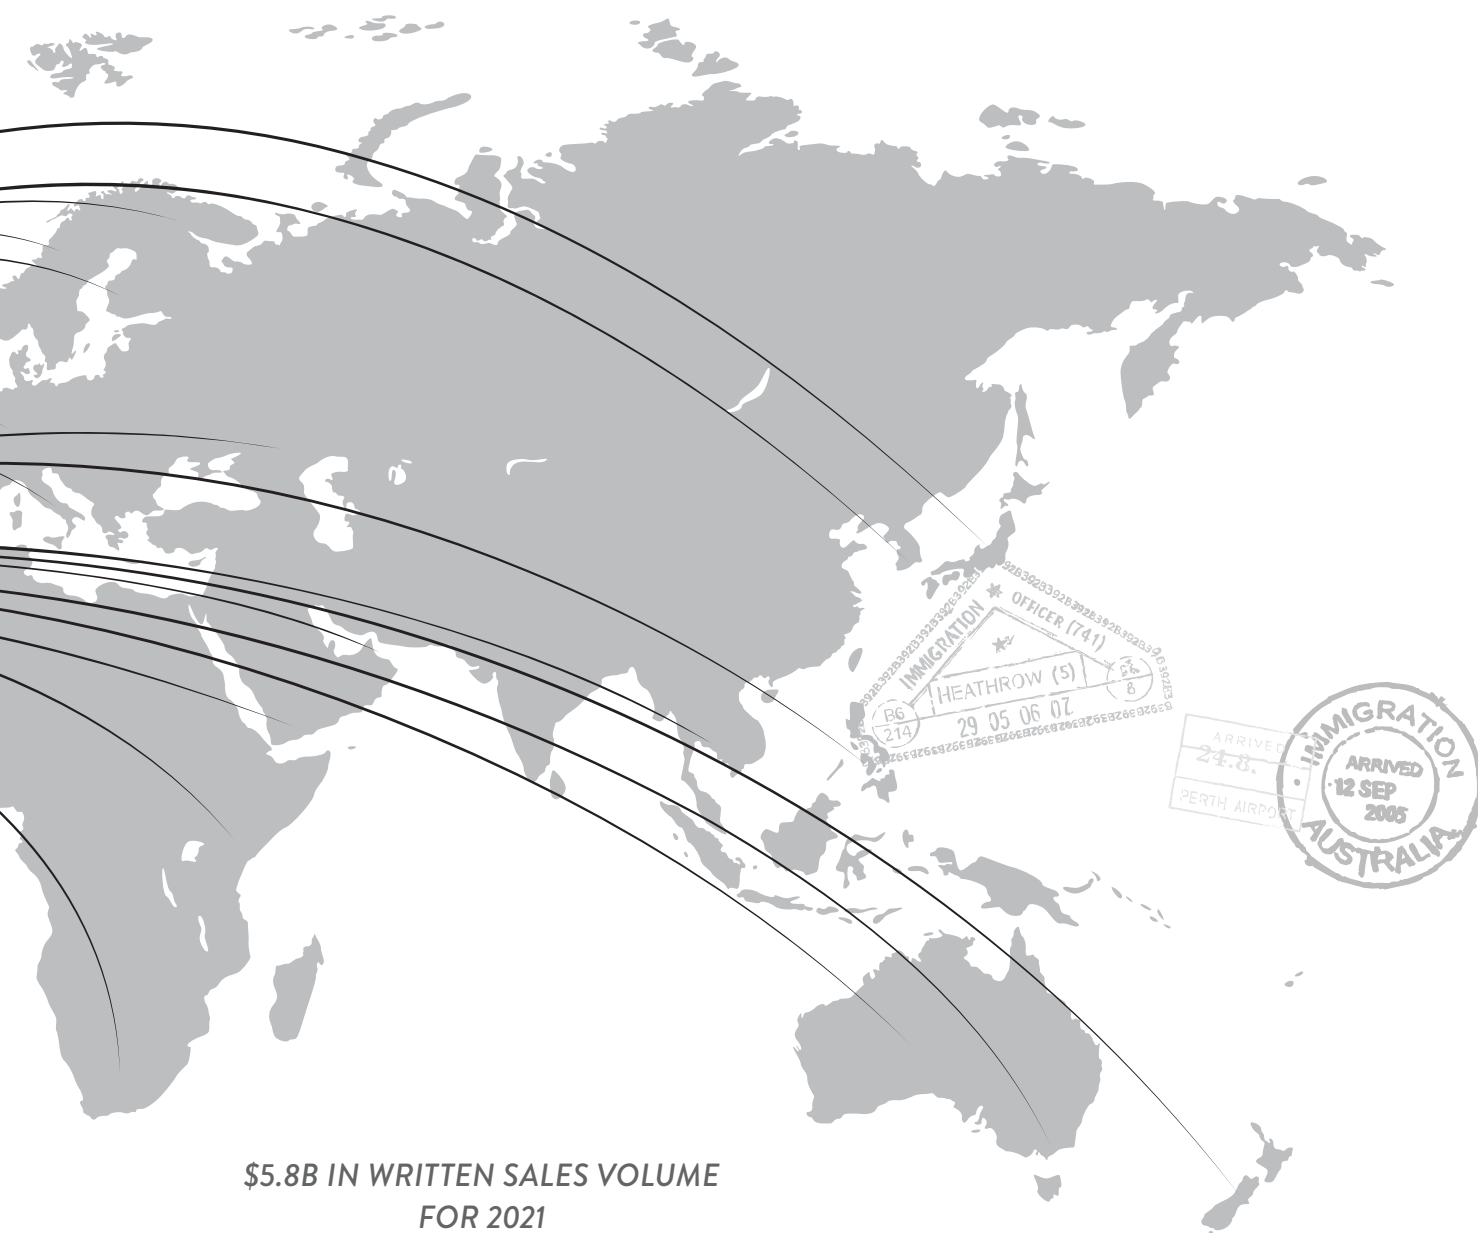 IMMIGRATION
OFFICER (741)
HEATHROW (5)
B6
214
8
29 05 06 07
ARRIVED
24.8.
PERTH AIRPORT
IMMIGRATION
ARRIVED
12 SEP
2005
AUSTRALIA
$5.8B IN WRITTEN SALES VOLUME
FOR 2021